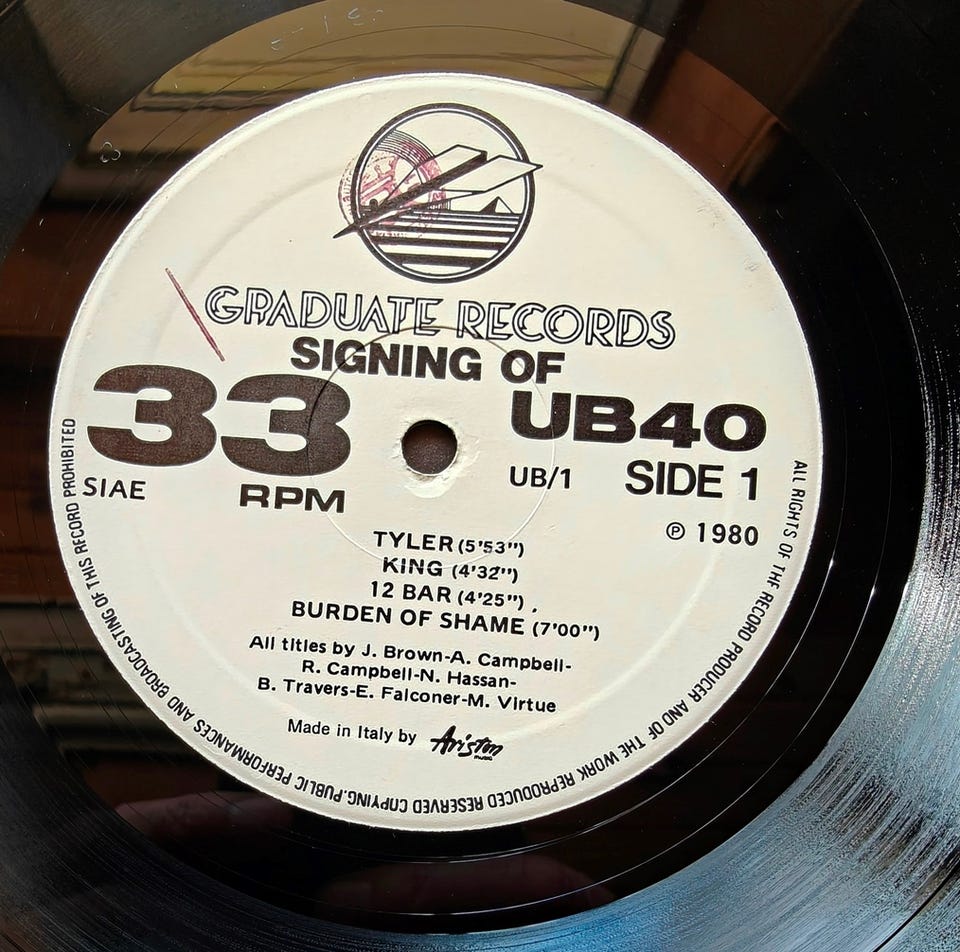 GRADUATE RECORDS
SIGNING OF
33
RPM
SIAE
UB40
UB/1 SIDE 1
℗ 1980
TYLER (5'53")
KING (4'32")
12 BAR (4'25")
BURDEN OF SHAME (7'00")
All titles by J. Brown-A. Campbell-
R. Campbell-N. Hassan-
B. Travers-E. Falconer-M. Virtue
Made in Italy by Ariston
MUSIC
ALL RIGHTS OF THE RECORD PRODUCER AND OF THE WORK REPRODUCED RESERVED COPYING.PUBLIC PERFORMANCES AND BROADCASTING OF THIS RECORD PROHIBITED